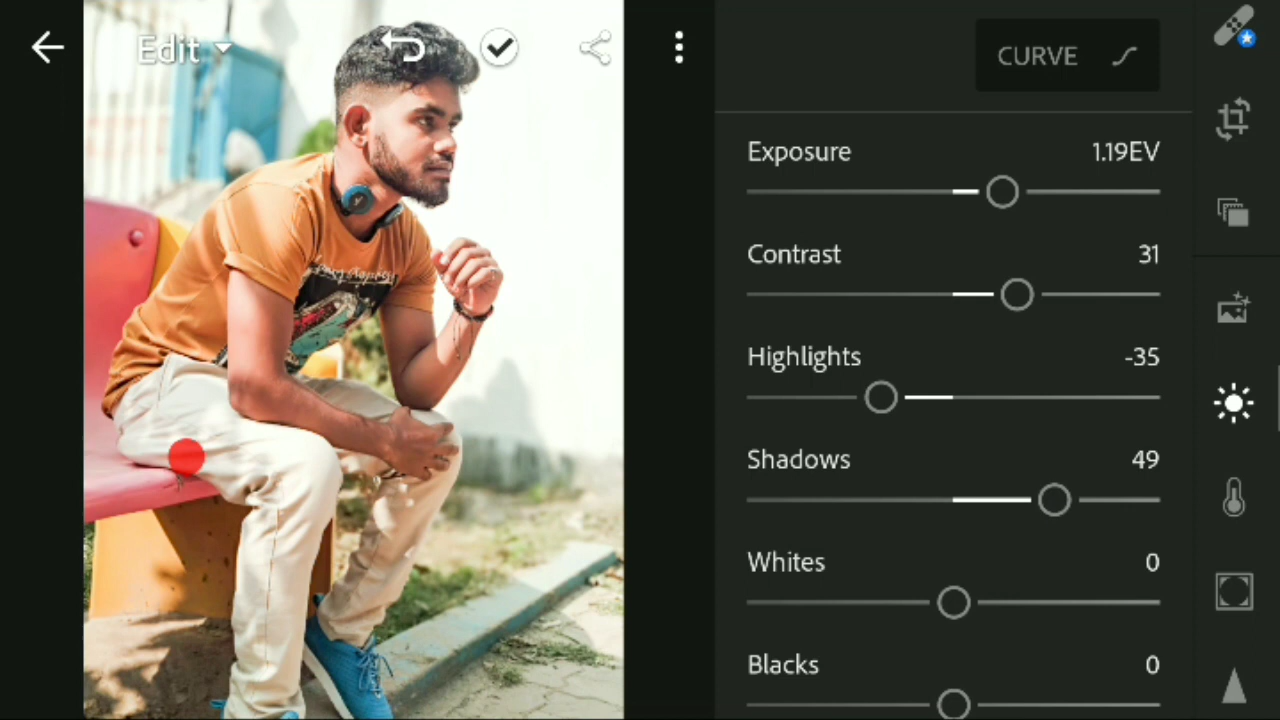 Edit
CURVE
Exposure 1.19EV
Contrast 31
Highlights -35
Shadows 49
Whites 0
Blacks 0